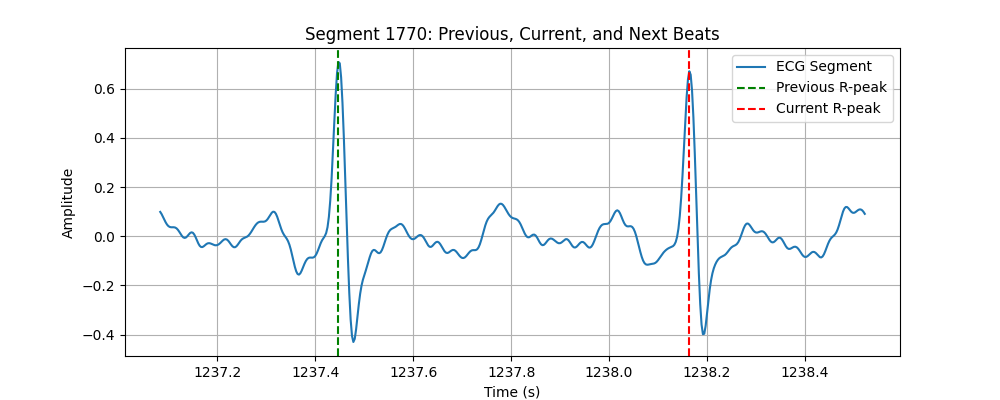 Segment 1770: Previous, Current, and Next Beats
ECG Segment
Previous R-peak
Current R-peak
Amplitude
0.6
0.4
0.2
0.0
−0.2
−0.4
1237.2 1237.4 1237.6 1237.8 1238.0 1238.2 1238.4
Time (s)